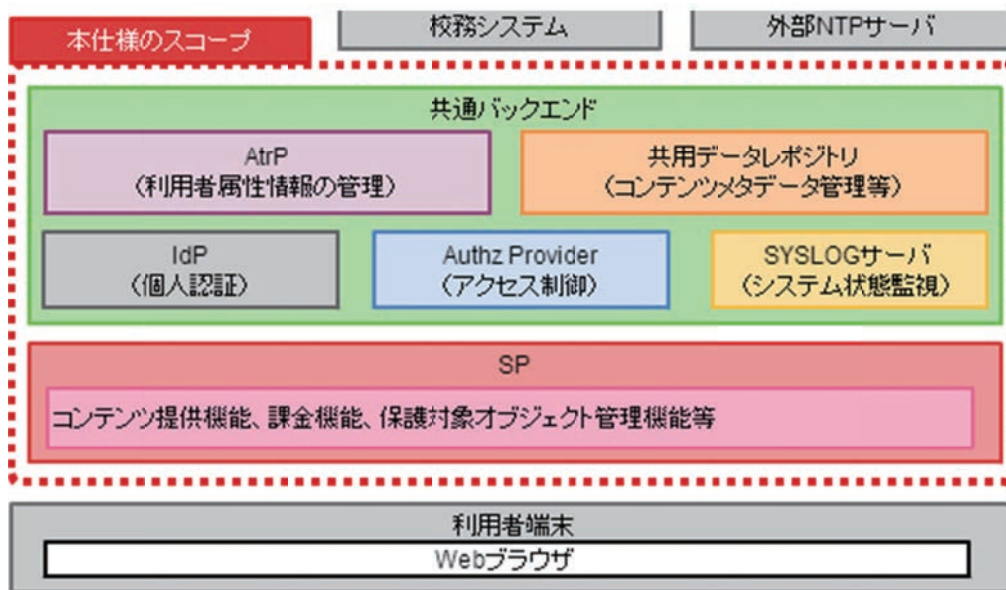 校務システム
外部NTPサーバ
本仕様のスコープ
共通バックエンド
AtrP
（利用者属性情報の管理）
共用データレポジトリ
（コンテンツメタデータ管理等）
IdP
（個人認証）
Authz Provider
（アクセス制御）
SYSLOGサーバ
（システム状態監視）
SP
コンテンツ提供機能、課金機能、保護対象オブジェクト管理機能等
利用者端末
Webブラウザ